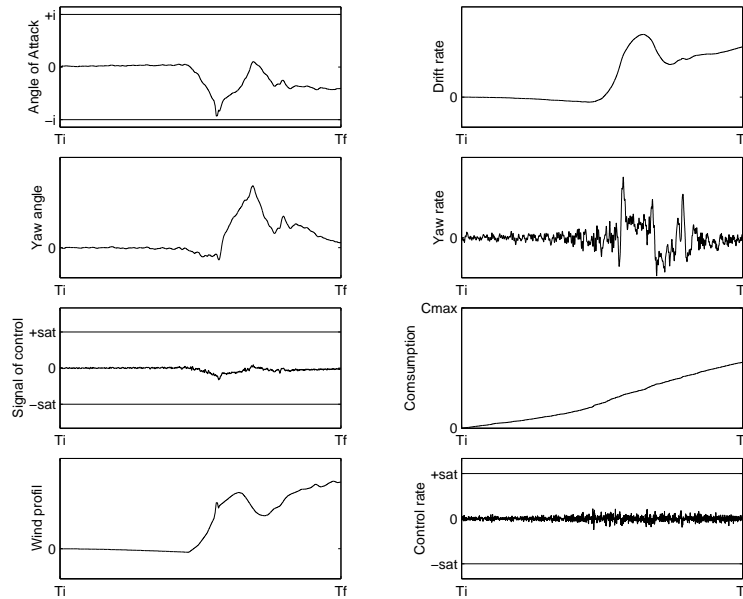 Angle of Attack
+i
0
−i
Ti
Tf
Drift rate
0
Ti
T
Yaw angle
0
Ti
Tf
Yaw rate
0
Ti
T
Signal of control
+sat
0
−sat
Ti
Tf
Comsumption
Cmax
0
Ti
T
Wind profil
0
Ti
Tf
Control rate
+sat
0
−sat
Ti
T